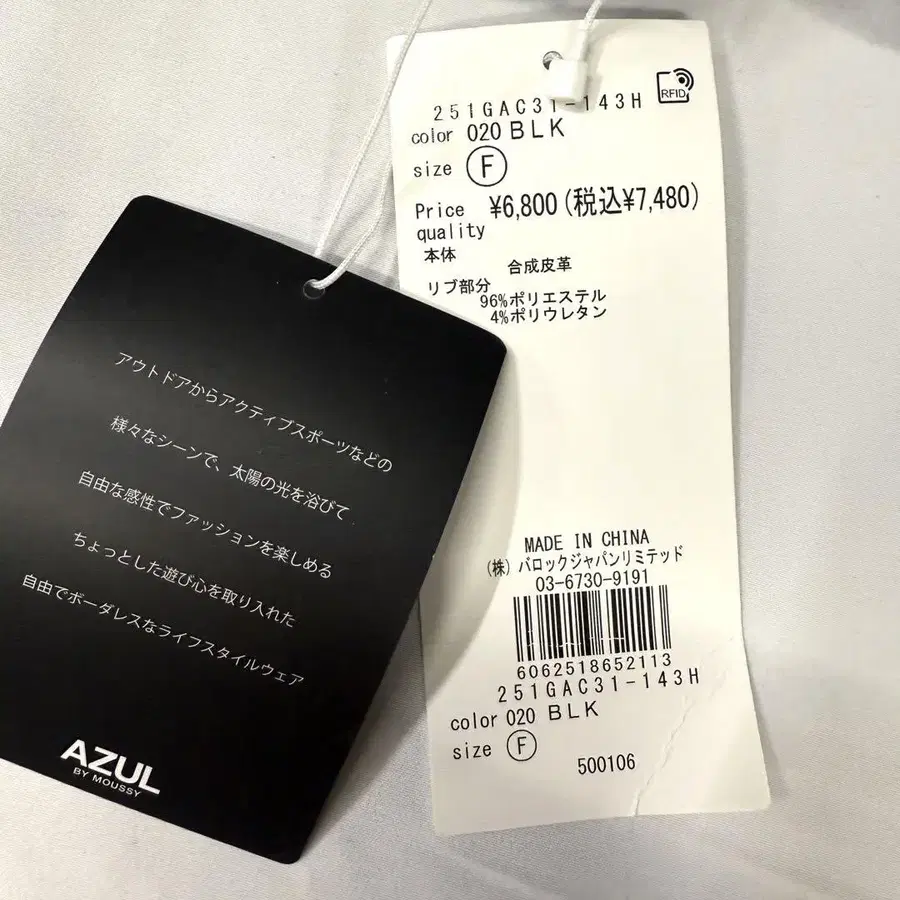 アウトドアからアクティブスポーツなどの
様々なシーンで、太陽の光を浴びて
自由な感性でファッションを楽しめる
ちょっとした遊び心を取り入れた
自由でボーダレスなライフスタイルウェア
AZUL
BY MOUSSY
251GAC31-143H
RFID
color 020 BLK
size F
Price ¥6,800(税込¥7,480)
quality
本体
合成皮革
リブ部分
96%ポリエステル
4%ポリウレタン
MADE IN CHINA
(株)バロックジャパンリミテッド
03-6730-9191
6062518652113
251GAC31-143H
color 020 BLK
size F
500106